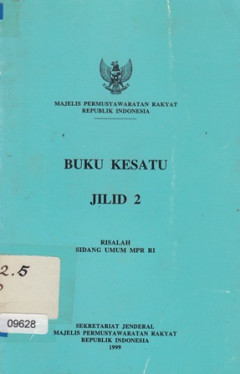 MAJELIS PERMUSYAWARATAN RAKYAT
REPUBLIK INDONESIA
BUKU KESATU
JILID 2
RISALAH
SIDANG UMUM MPR RI
2.5
09628
SEKRETARIAT JENDERAL
MAJELIS PERMUSYAWARATAN RAKYAT
REPUBLIK INDONESIA
1999